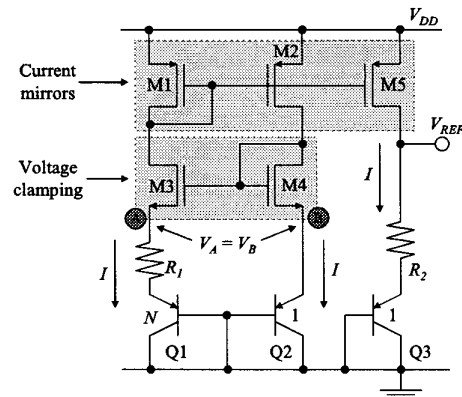 V_DD
M2
Current mirrors
M1
M5
V_REF
Voltage clamping
M3
M4
I
V_A = V_B
I
R_1
I
R_2
N
1
1
Q1
Q2
Q3